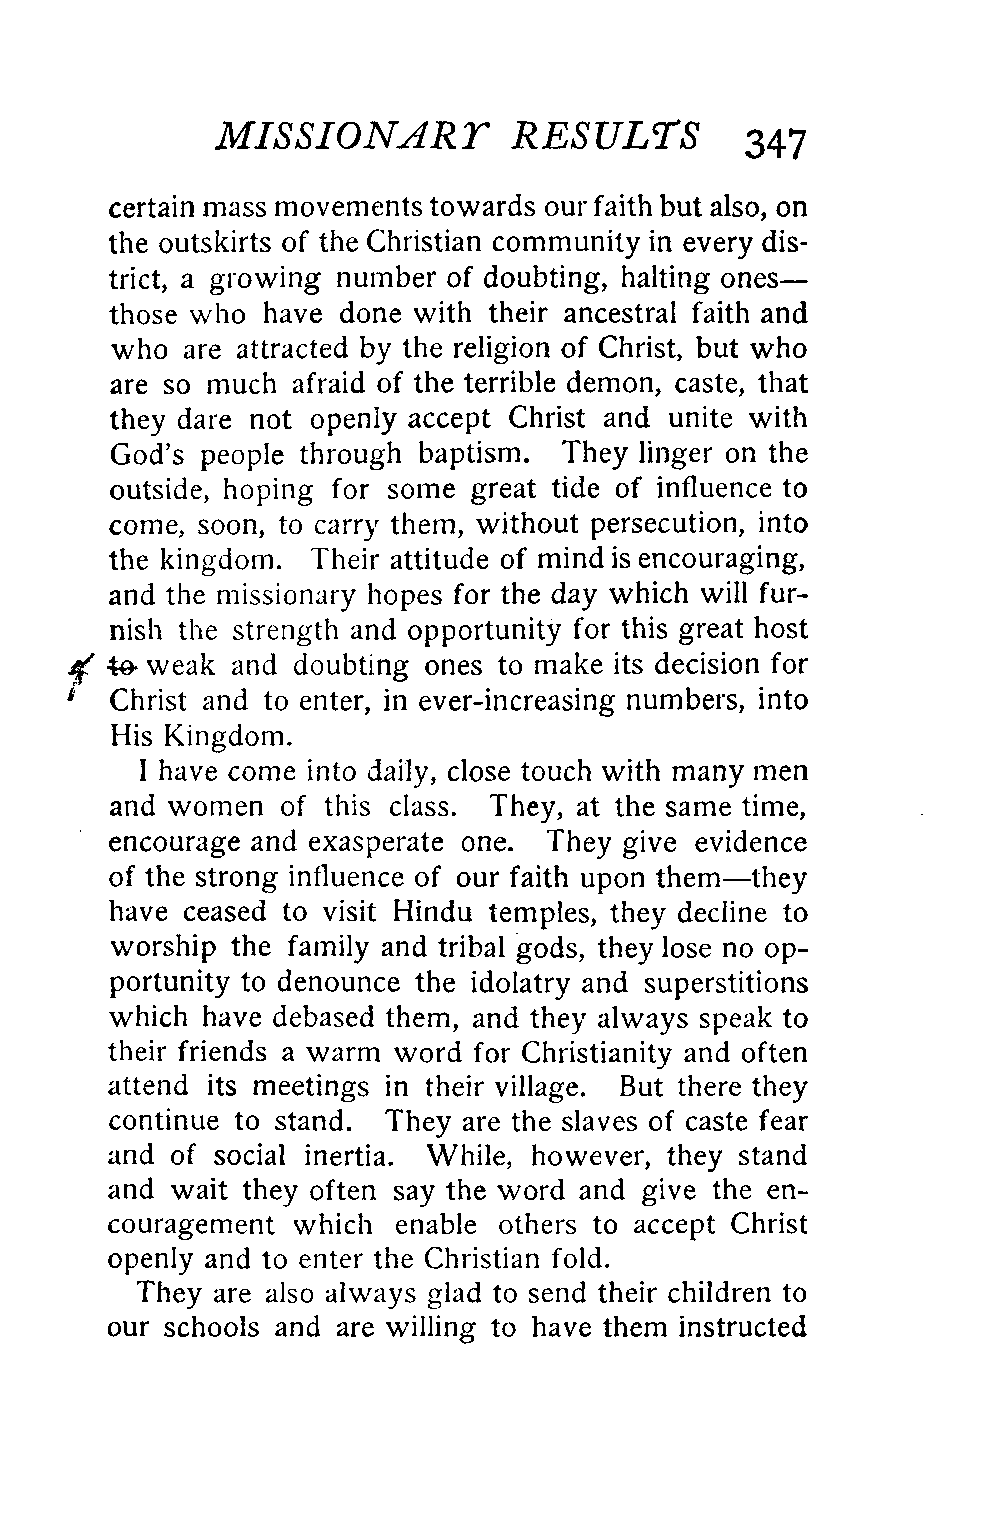 MISSIONARY RESULTS 347
certain mass movements towards our faith but also, on
the outskirts of the Christian community in every dis-
trict, a growing number of doubting, halting ones—
those who have done with their ancestral faith and
who are attracted by the religion of Christ, but who
are so much afraid of the terrible demon, caste, that
they dare not openly accept Christ and unite with
God's people through baptism. They linger on the
outside, hoping for some great tide of influence to
come, soon, to carry them, without persecution, into
the kingdom. Their attitude of mind is encouraging,
and the missionary hopes for the day which will fur-
nish the strength and opportunity for this great host
to weak and doubting ones to make its decision for
Christ and to enter, in ever-increasing numbers, into
His Kingdom.
I have come into daily, close touch with many men
and women of this class. They, at the same time,
encourage and exasperate one. They give evidence
of the strong influence of our faith upon them—they
have ceased to visit Hindu temples, they decline to
worship the family and tribal gods, they lose no op-
portunity to denounce the idolatry and superstitions
which have debased them, and they always speak to
their friends a warm word for Christianity and often
attend its meetings in their village. But there they
continue to stand. They are the slaves of caste fear
and of social inertia. While, however, they stand
and wait they often say the word and give the en-
couragement which enable others to accept Christ
openly and to enter the Christian fold.
They are also always glad to send their children to
our schools and are willing to have them instructed